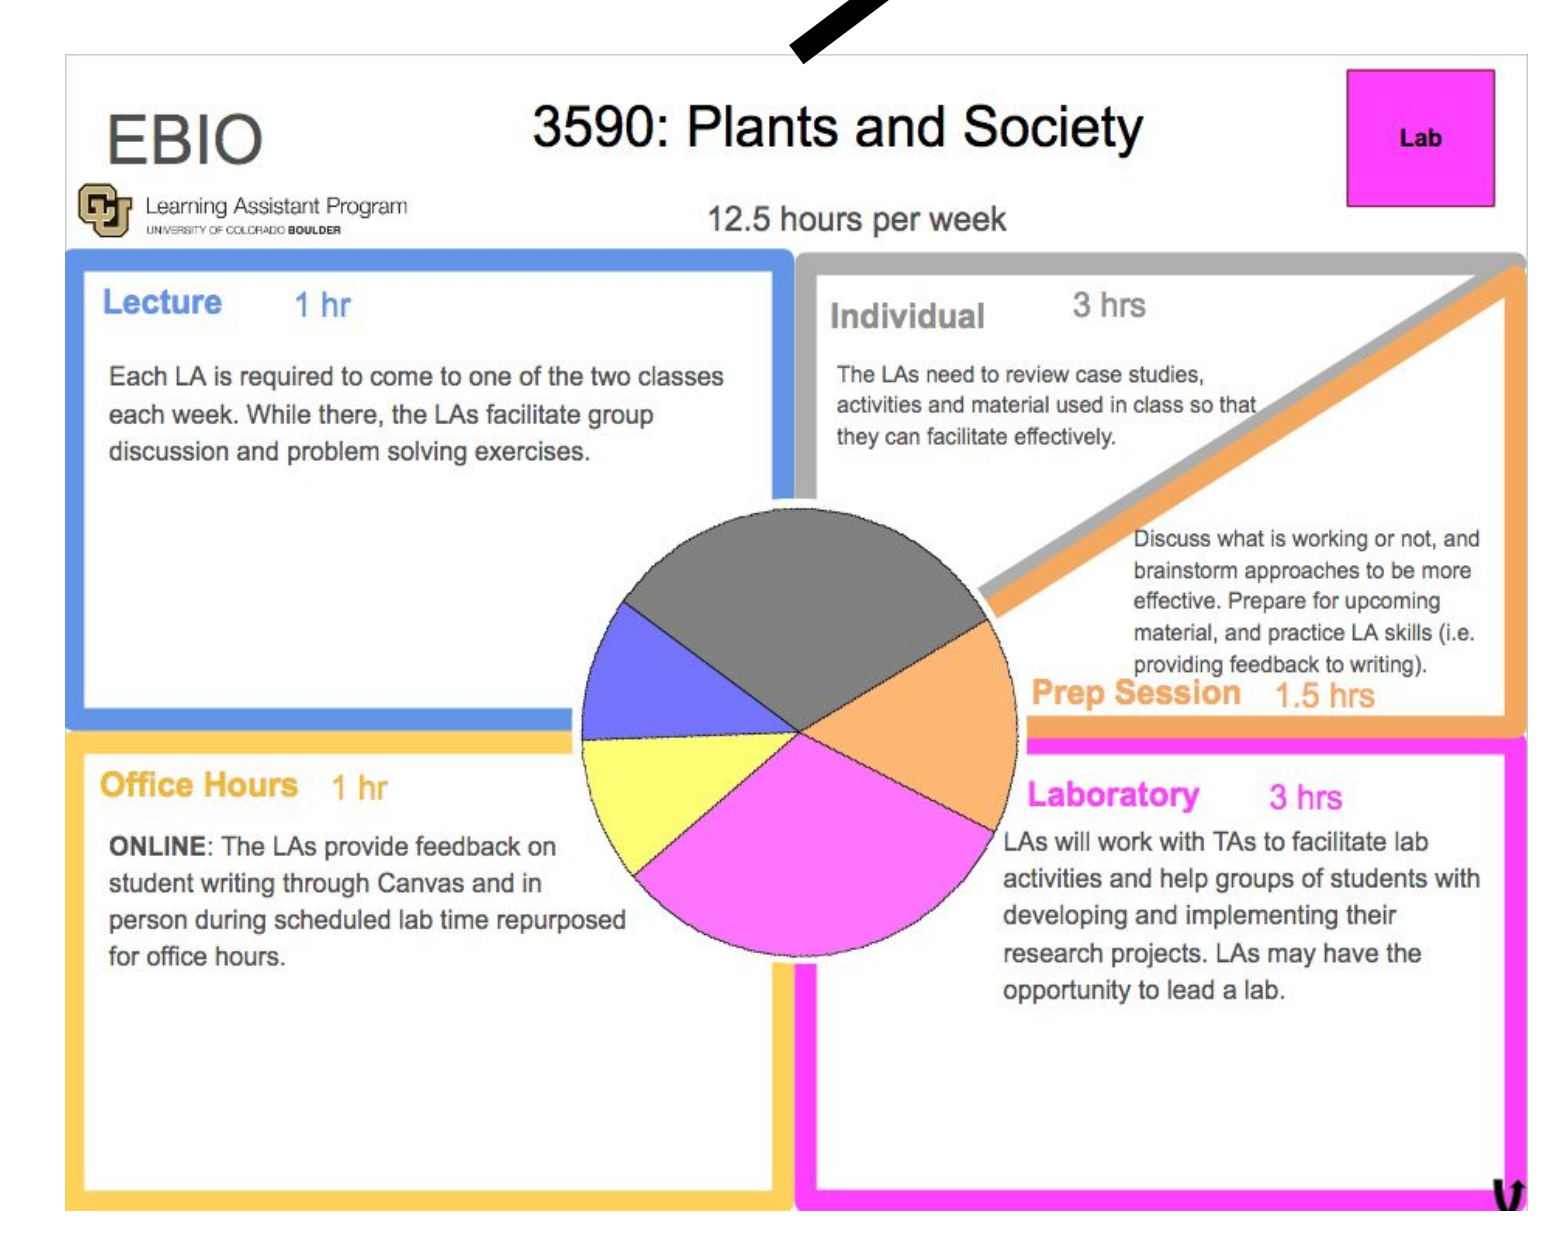 EBIO
3590: Plants and Society
Lab
CU
Learning Assistant Program
UNIVERSITY OF COLORADO BOULDER
12.5 hours per week
Lecture 1 hr
Each LA is required to come to one of the two classes
each week. While there, the LAs facilitate group
discussion and problem solving exercises.
Individual 3 hrs
The LAs need to review case studies,
activities and material used in class so that
they can facilitate effectively.
Discuss what is working or not, and
brainstorm approaches to be more
effective. Prepare for upcoming
material, and practice LA skills (i.e.
providing feedback to writing).
Prep Session 1.5 hrs
Office Hours 1 hr
ONLINE: The LAs provide feedback on
student writing through Canvas and in
person during scheduled lab time repurposed
for office hours.
Laboratory 3 hrs
LAs will work with TAs to facilitate lab
activities and help groups of students with
developing and implementing their
research projects. LAs may have the
opportunity to lead a lab.